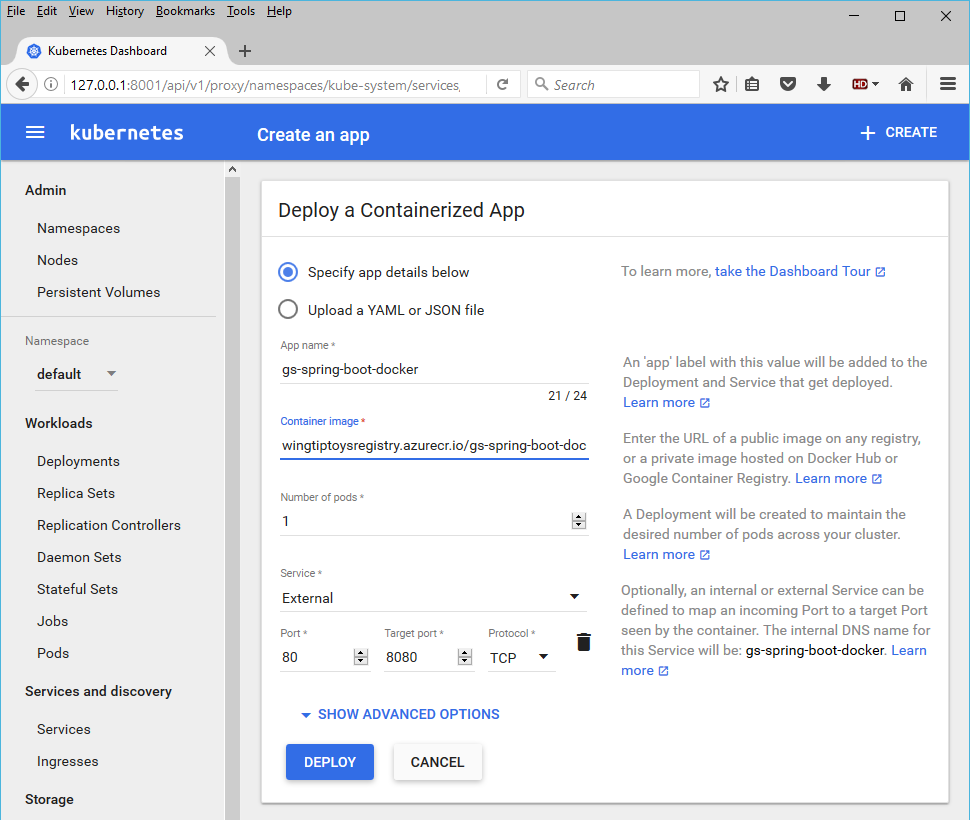 File Edit View History Bookmarks Tools Help
Kubernetes Dashboard
127.0.0.1:8001/api/v1/proxy/namespaces/kube-system/services,
Search
HD
kubernetes
Create an app
CREATE
Admin
Namespaces
Nodes
Persistent Volumes
Namespace
default
Workloads
Deployments
Replica Sets
Replication Controllers
Daemon Sets
Stateful Sets
Jobs
Pods
Services and discovery
Services
Ingresses
Storage
Deploy a Containerized App
Specify app details below
To learn more, take the Dashboard Tour
Upload a YAML or JSON file
App name *
gs-spring-boot-docker
21 / 24
An 'app' label with this value will be added to the
Deployment and Service that get deployed.
Learn more
Container image *
wingtiptoysregistry.azurecr.io/gs-spring-boot-doc
Enter the URL of a public image on any registry,
or a private image hosted on Docker Hub or
Google Container Registry. Learn more
Number of pods *
1
A Deployment will be created to maintain the
desired number of pods across your cluster.
Learn more
Service *
External
Port *
80
Target port *
8080
Protocol *
TCP
Optionally, an internal or external Service can be
defined to map an incoming Port to a target Port
seen by the container. The internal DNS name for
this Service will be: gs-spring-boot-docker. Learn
more
SHOW ADVANCED OPTIONS
DEPLOY
CANCEL